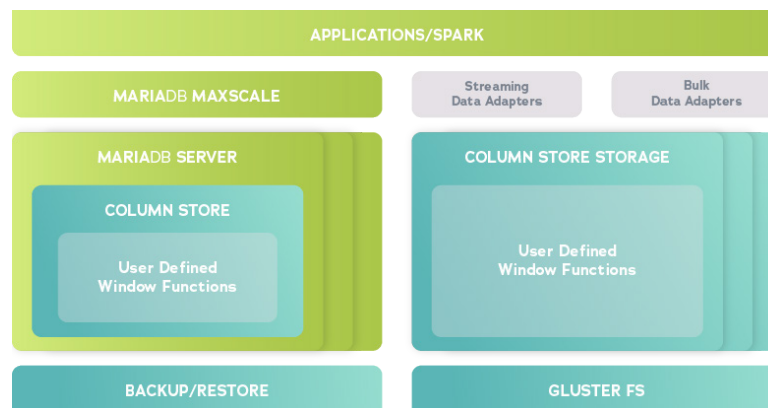 APPLICATIONS/SPARK
MARIADB MAXSCALE
Streaming
Data Adapters
Bulk
Data Adapters
MARIADB SERVER
COLUMN STORE
User Defined
Window Functions
COLUMN STORE STORAGE
User Defined
Window Functions
BACKUP/RESTORE
GLUSTER FS